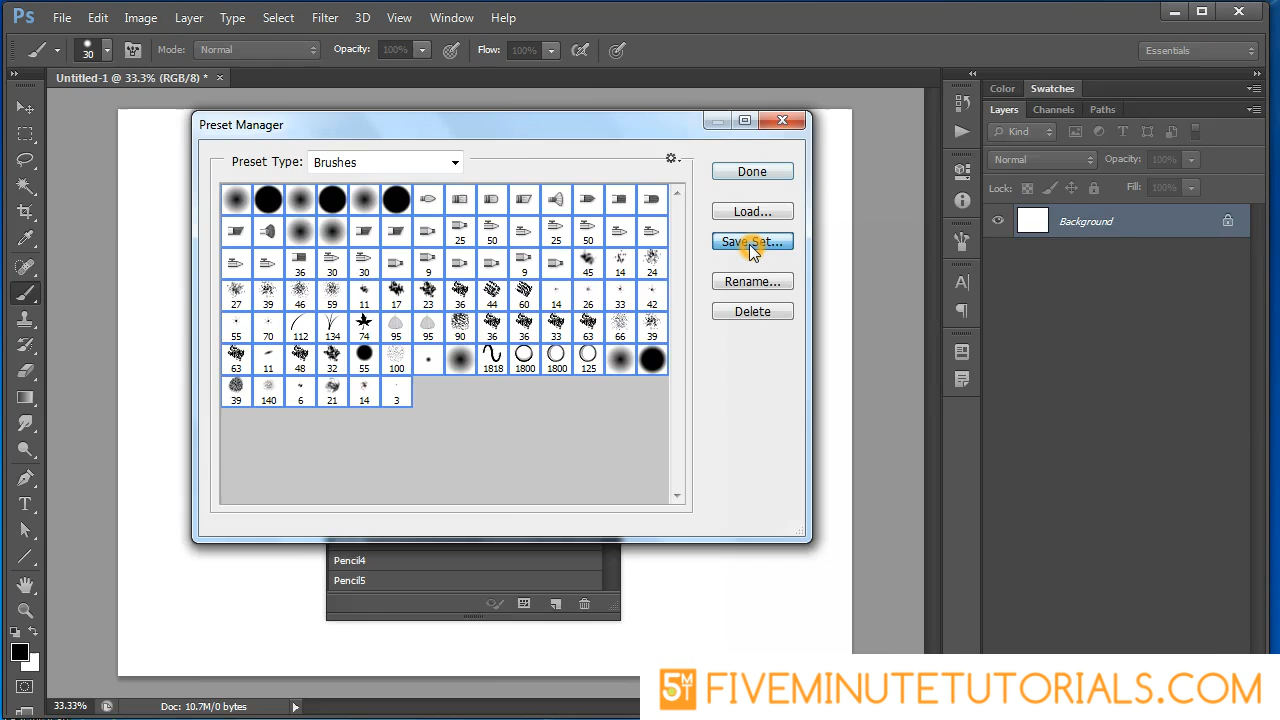 Ps File Edit Image Layer Type Select Filter 3D View Window Help
30 Mode: Normal Opacity: 100% Flow: 100% Essentials
Untitled-1 @ 33.3% (RGB/8) * ×
Color Swatches
Layers Channels Paths
Kind
Normal Opacity: 100%
Lock: Fill: 100%
Background
Preset Manager
Preset Type: Brushes
Done
Load...
Save Set...
Rename...
Delete
25 50 25 50
36 30 30 9 9 45 14 24
27 39 46 59 11 17 23 36 44 60 14 26 33 42
55 70 112 134 74 95 95 90 36 36 33 63 66 39
63 11 48 32 55 100 1818 1800 1800 125
39 140 6 21 14 3
Pencil4
Pencil5
33.33% Doc: 10.7M/0 bytes
5MT FIVEMINUTETUTORIALS.COM